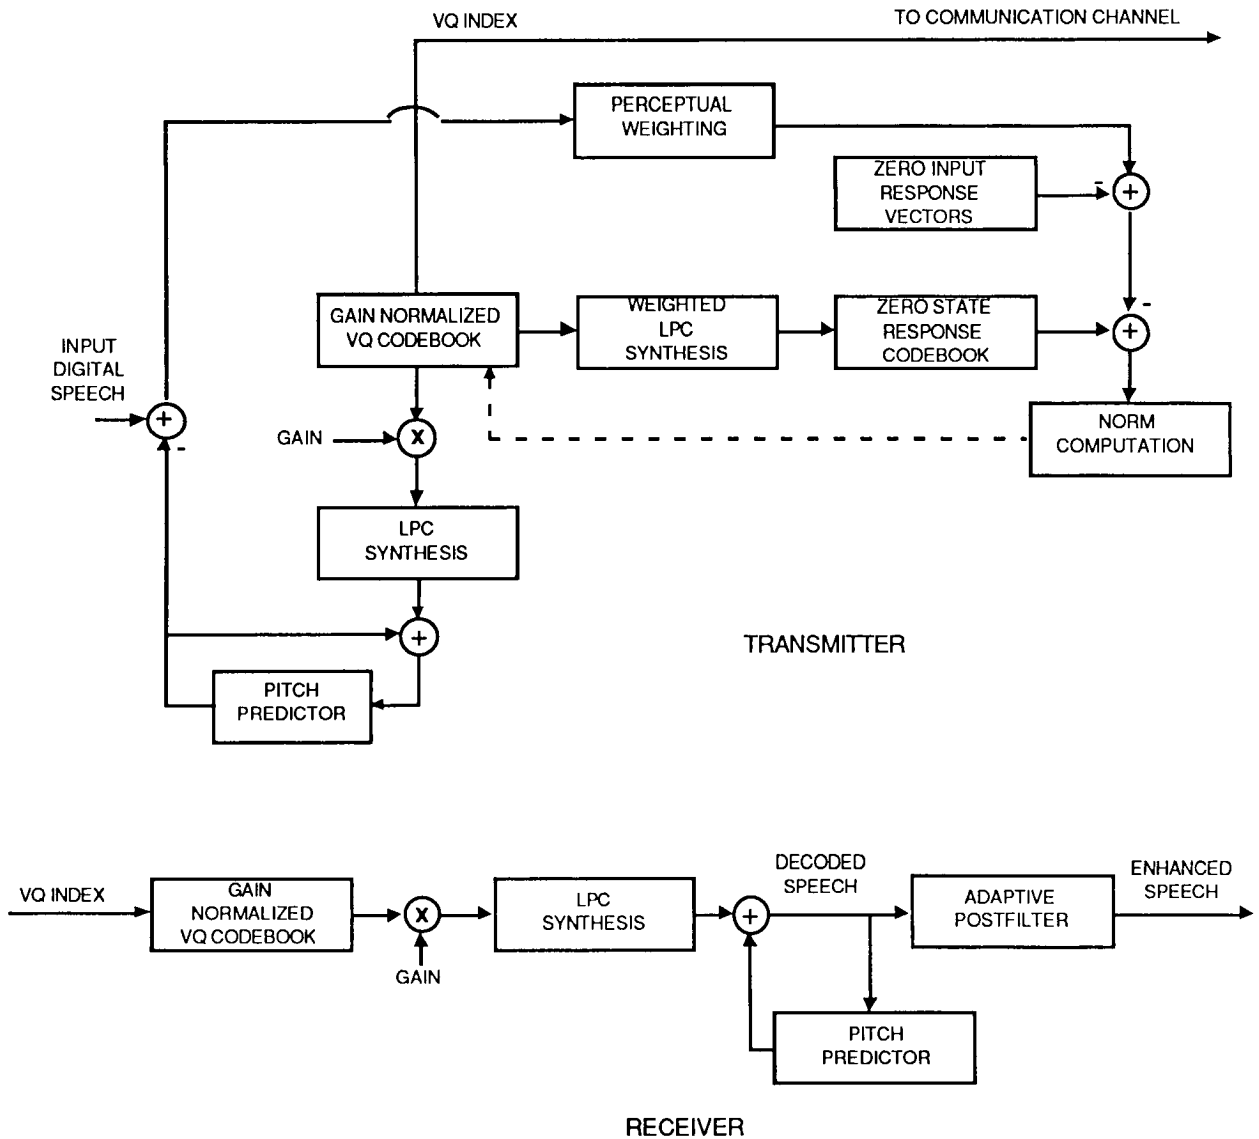 VQ INDEX
TO COMMUNICATION CHANNEL
PERCEPTUAL
WEIGHTING
ZERO INPUT
RESPONSE
VECTORS
-
+
GAIN NORMALIZED
VQ CODEBOOK
WEIGHTED
LPC
SYNTHESIS
ZERO STATE
RESPONSE
CODEBOOK
-
+
INPUT
DIGITAL
SPEECH
+
-
GAIN
X
NORM
COMPUTATION
LPC
SYNTHESIS
+
TRANSMITTER
PITCH
PREDICTOR
VQ INDEX
GAIN
NORMALIZED
VQ CODEBOOK
X
GAIN
LPC
SYNTHESIS
+
DECODED
SPEECH
ADAPTIVE
POSTFILTER
ENHANCED
SPEECH
PITCH
PREDICTOR
RECEIVER